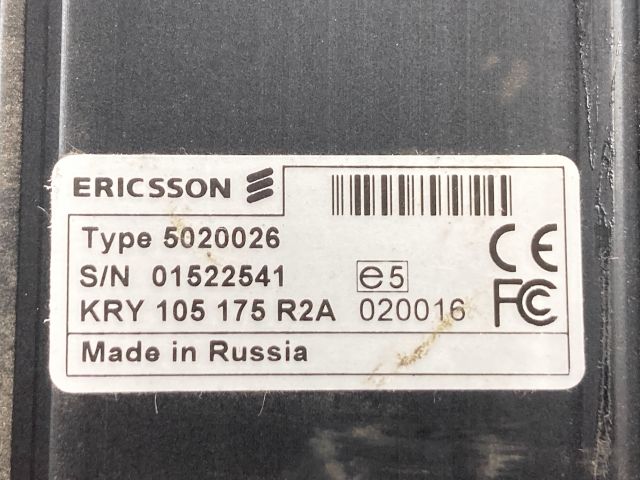 ERICSSON
Type 5020026
S/N 01522541 e5
KRY 105 175 R2A 020016
CE
FC
Made in Russia